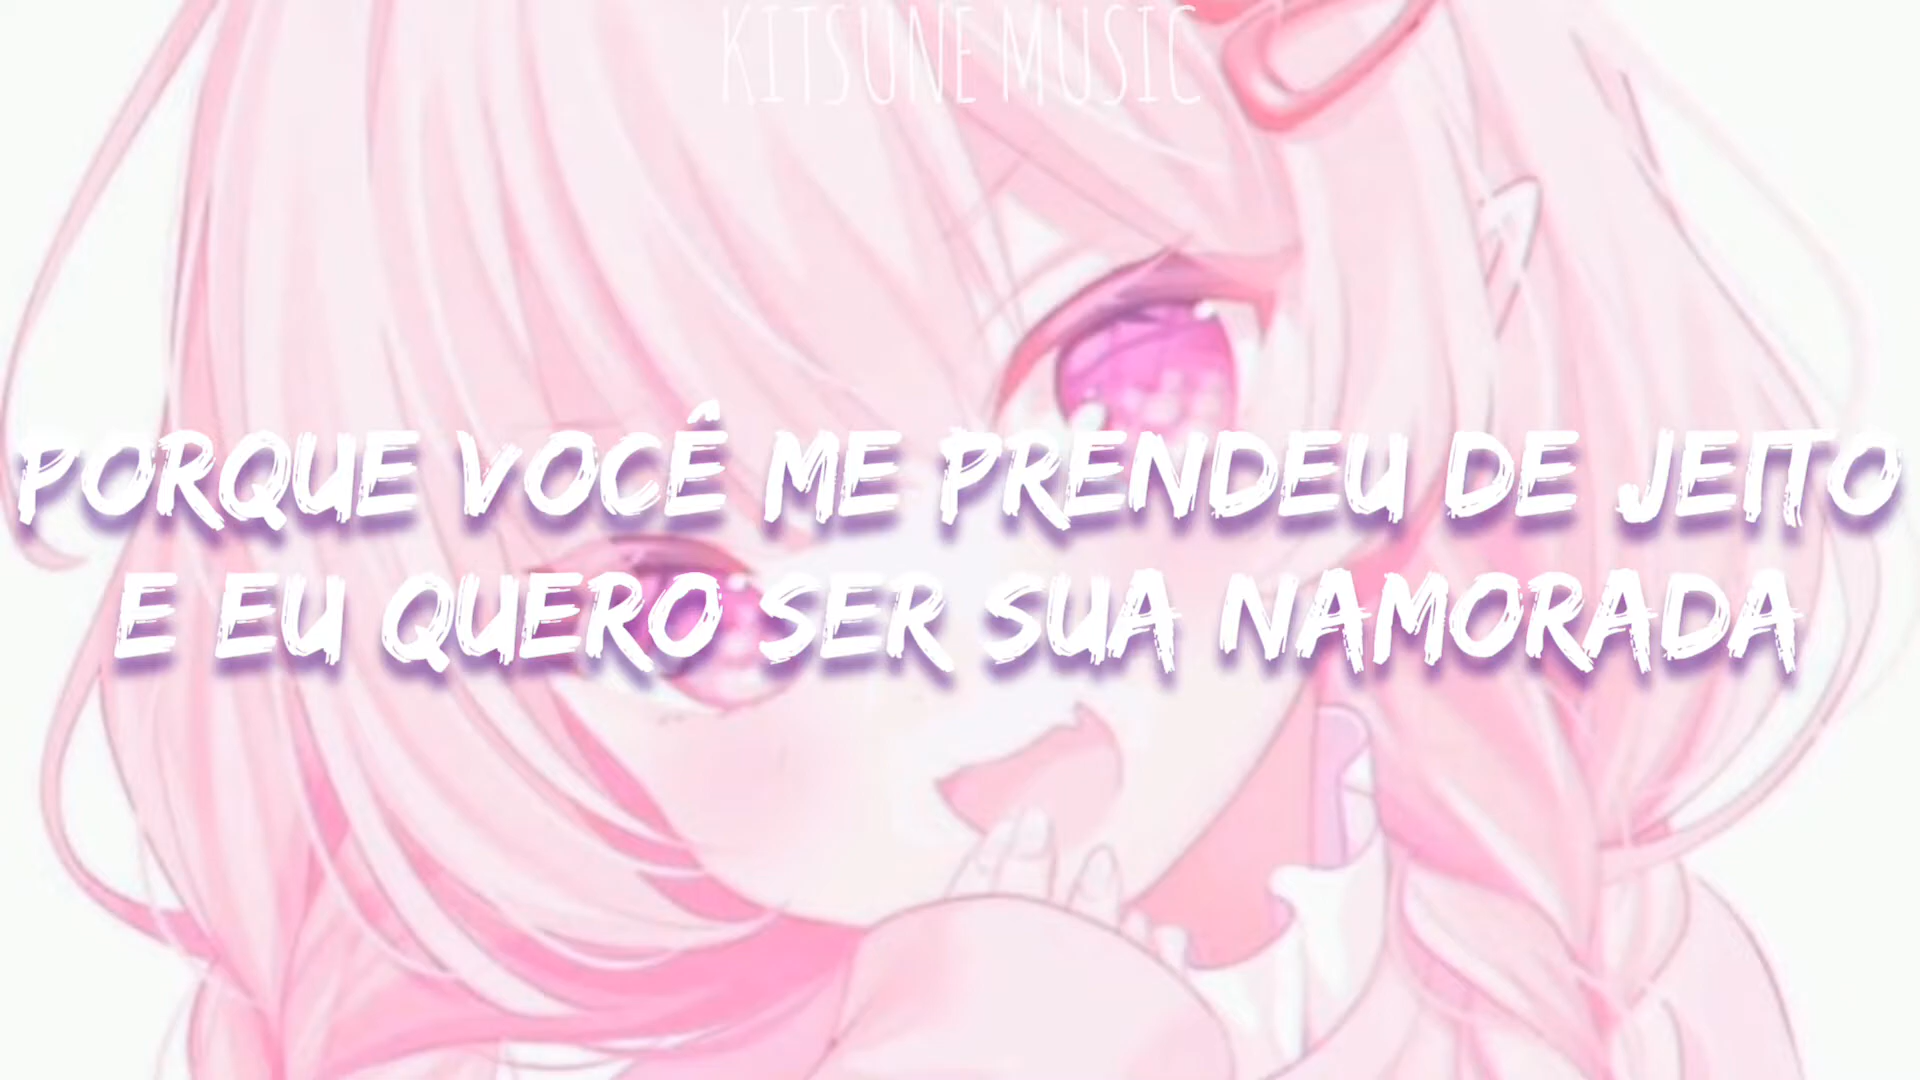 KITSUNE MUSIC
PORQUE VOCÊ ME PRENDEU DE JEITO
E EU QUERO SER SUA NAMORADA